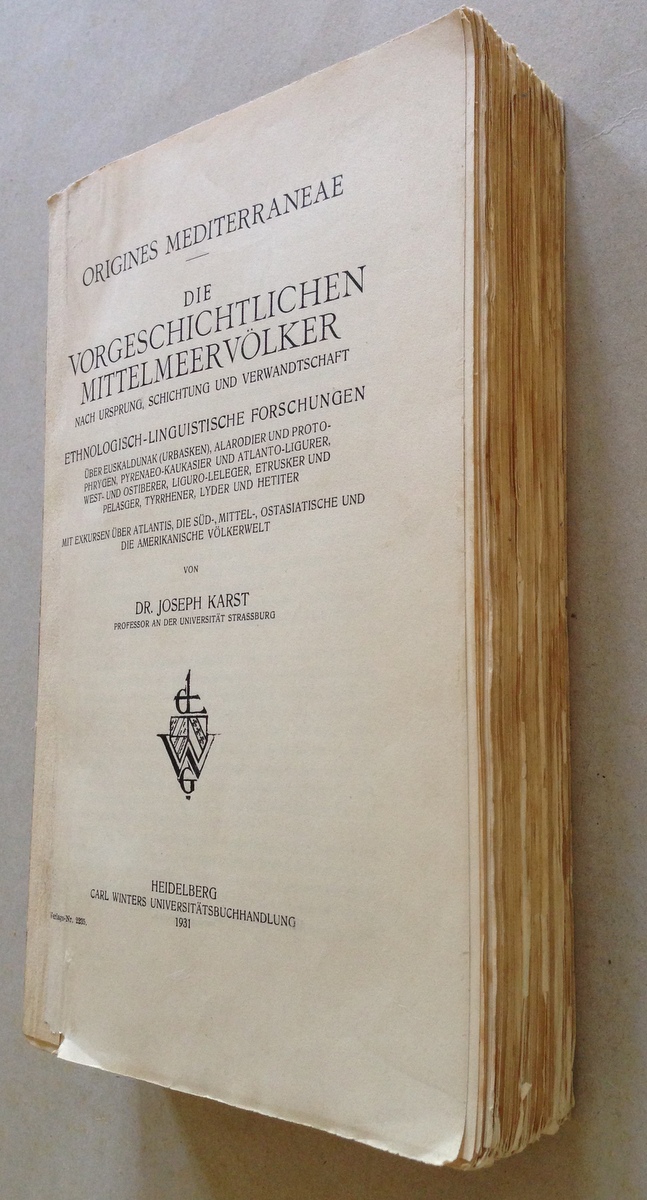 ORIGINES MEDITERRANEAE
DIE
VORGESCHICHTLICHEN
MITTELMEERVÖLKER
NACH URSPRUNG, SCHICHTUNG UND VERWANDTSCHAFT
ETHNOLOGISCH-LINGUISTISCHE FORSCHUNGEN
ÜBER EUSKALDUNAK (URBASKEN), ALARODIER UND PROTO-
PHRYGEN, PYRENAEO-KAUKASIER UND ATLANTO-LIGURER,
WEST- UND OSTIBERER, LIGURO-LELEGER, ETRUSKER UND
PELASGER, TYRRHENER, LYDER UND HETITER
MIT EXKURSEN ÜBER ATLANTIS, DIE SÜD-, MITTEL-, OSTASIATISCHE UND
DIE AMERIKANISCHE VÖLKERWELT
VON
DR. JOSEPH KARST
PROFESSOR AN DER UNIVERSITÄT STRASSBURG
HEIDELBERG
CARL WINTERS UNIVERSITÄTSBUCHHANDLUNG
1931
Verlags-Nr. 2205.